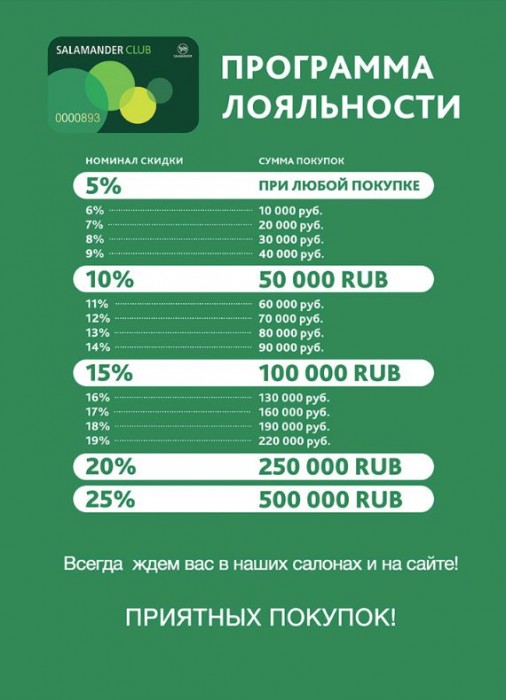 SALAMANDER CLUB
SALAMANDER
0000893
ПРОГРАММА
ЛОЯЛЬНОСТИ
НОМИНАЛ СКИДКИ СУММА ПОКУПОК
5% ПРИ ЛЮБОЙ ПОКУПКЕ
6% 10 000 руб.
7% 20 000 руб.
8% 30 000 руб.
9% 40 000 руб.
10% 50 000 RUB
11% 60 000 руб.
12% 70 000 руб.
13% 80 000 руб.
14% 90 000 руб.
15% 100 000 RUB
16% 130 000 руб.
17% 160 000 руб.
18% 190 000 руб.
19% 220 000 руб.
20% 250 000 RUB
25% 500 000 RUB
Всегда ждем вас в наших салонах и на сайте!
ПРИЯТНЫХ ПОКУПОК!